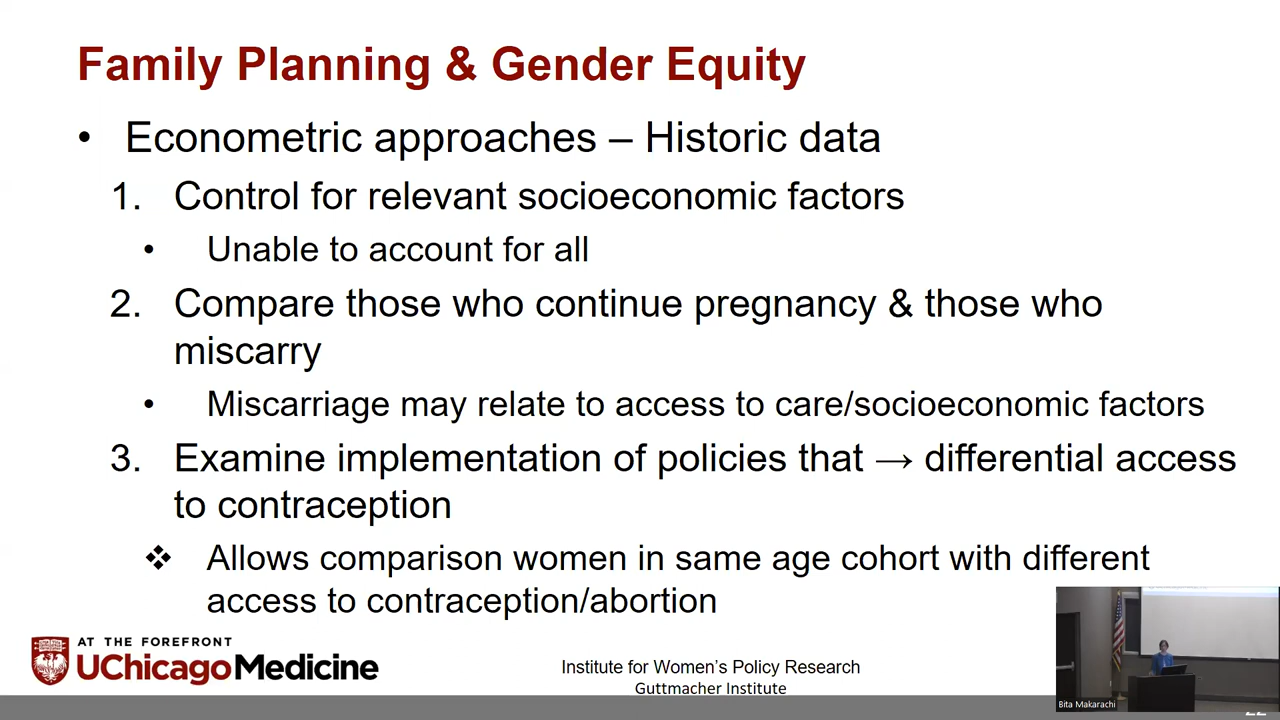 Family Planning & Gender Equity
• Econometric approaches – Historic data
1. Control for relevant socioeconomic factors
• Unable to account for all
2. Compare those who continue pregnancy & those who
miscarry
• Miscarriage may relate to access to care/socioeconomic factors
3. Examine implementation of policies that → differential access
to contraception
❖ Allows comparison women in same age cohort with different
access to contraception/abortion
AT THE FOREFRONT
UChicagoMedicine
Institute for Women's Policy Research
Guttmacher Institute
Bita Makarachi